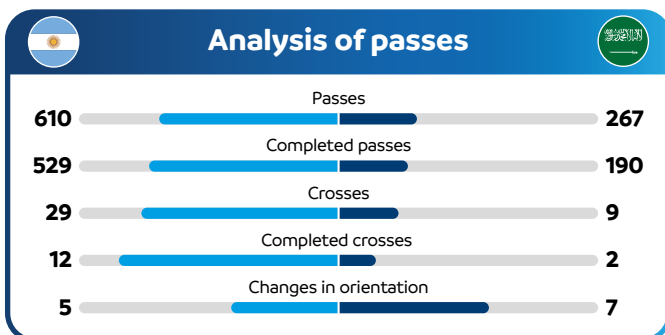 Analysis of passes
Passes
610 267
Completed passes
529 190
Crosses
29 9
Completed crosses
12 2
Changes in orientation
5 7